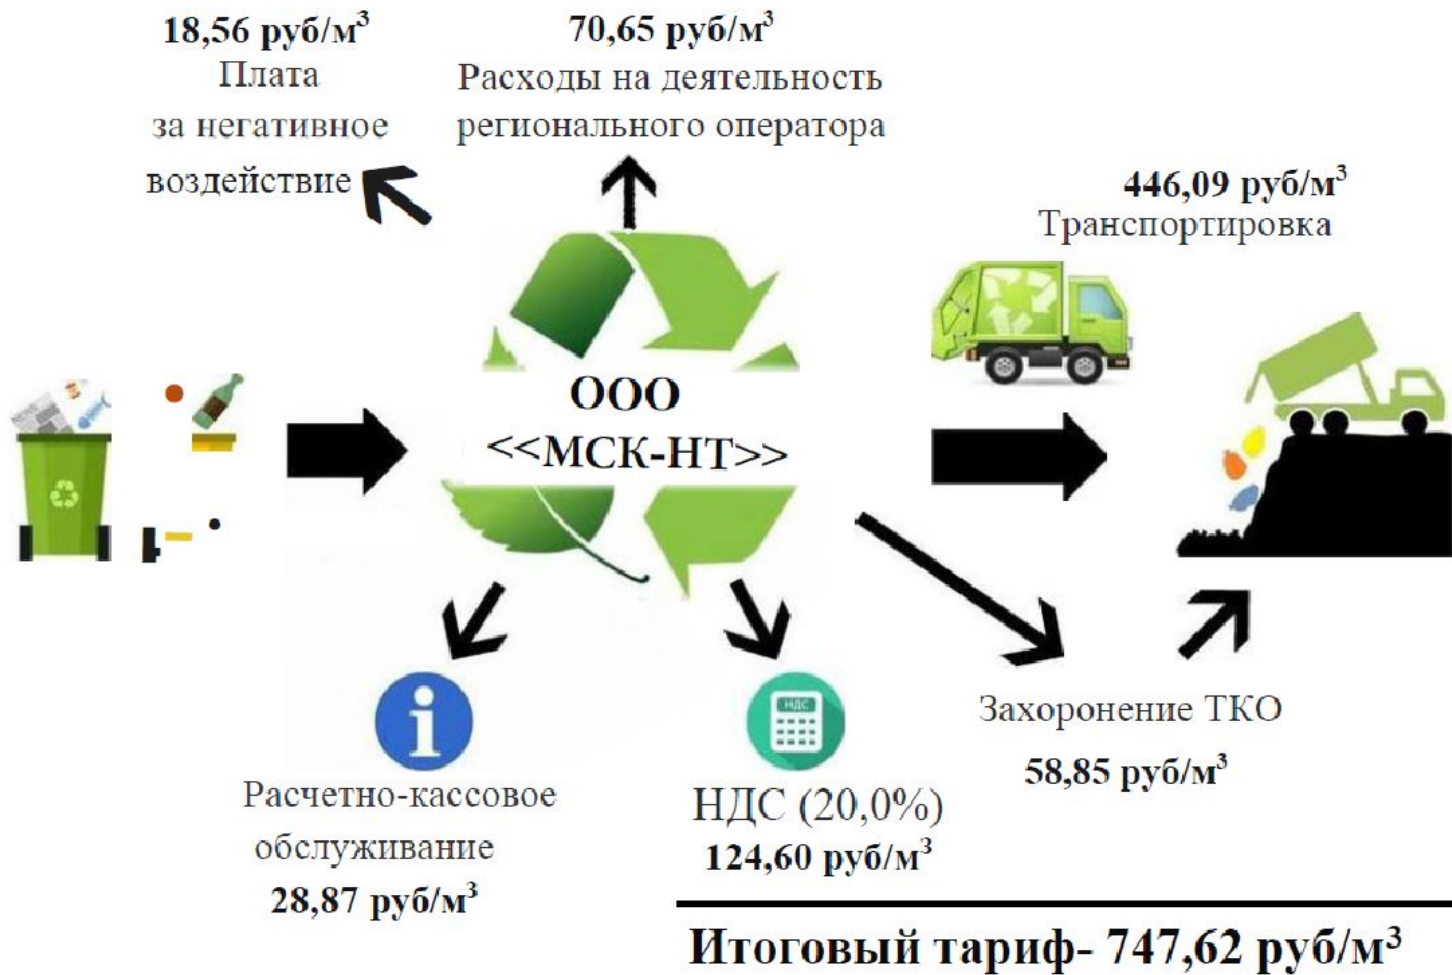 18,56 руб/м³
Плата
за негативное
воздействие
70,65 руб/м³
Расходы на деятельность
регионального оператора
446,09 руб/м³
Транспортировка
ООО
<<МСК-НТ>>
Расчетно-кассовое
обслуживание
28,87 руб/м³
НДС
НДС (20,0%)
124,60 руб/м³
Захоронение ТКО
58,85 руб/м³
Итоговый тариф- 747,62 руб/м³